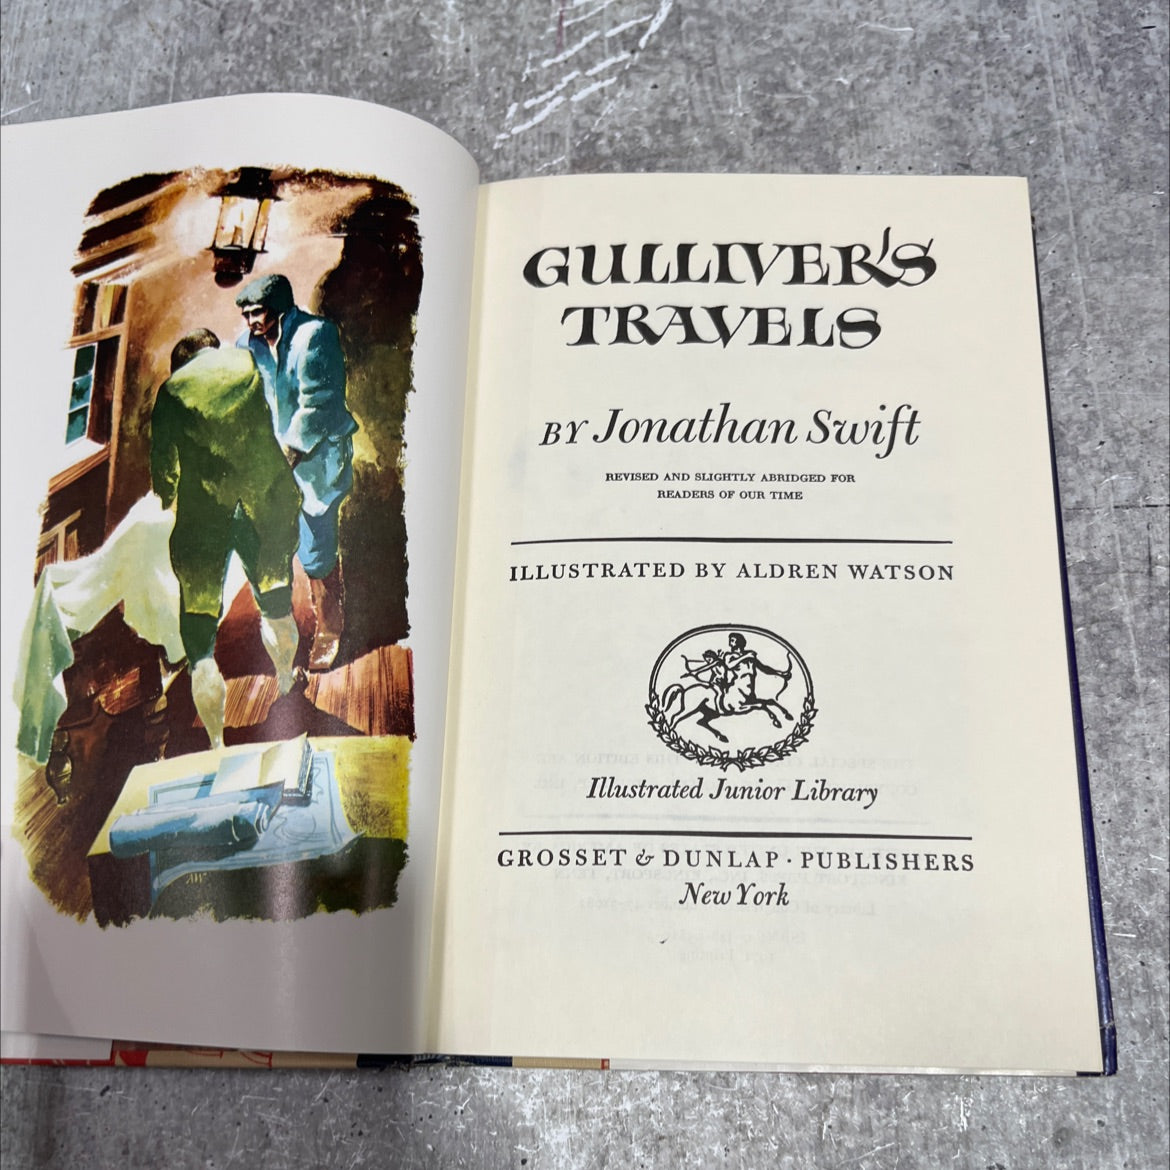 GULLIVER'S
TRAVELS
BY Jonathan Swift
REVISED AND SLIGHTLY ABRIDGED FOR
READERS OF OUR TIME
ILLUSTRATED BY ALDREN WATSON
Illustrated Junior Library
GROSSET & DUNLAP · PUBLISHERS
New York
AW